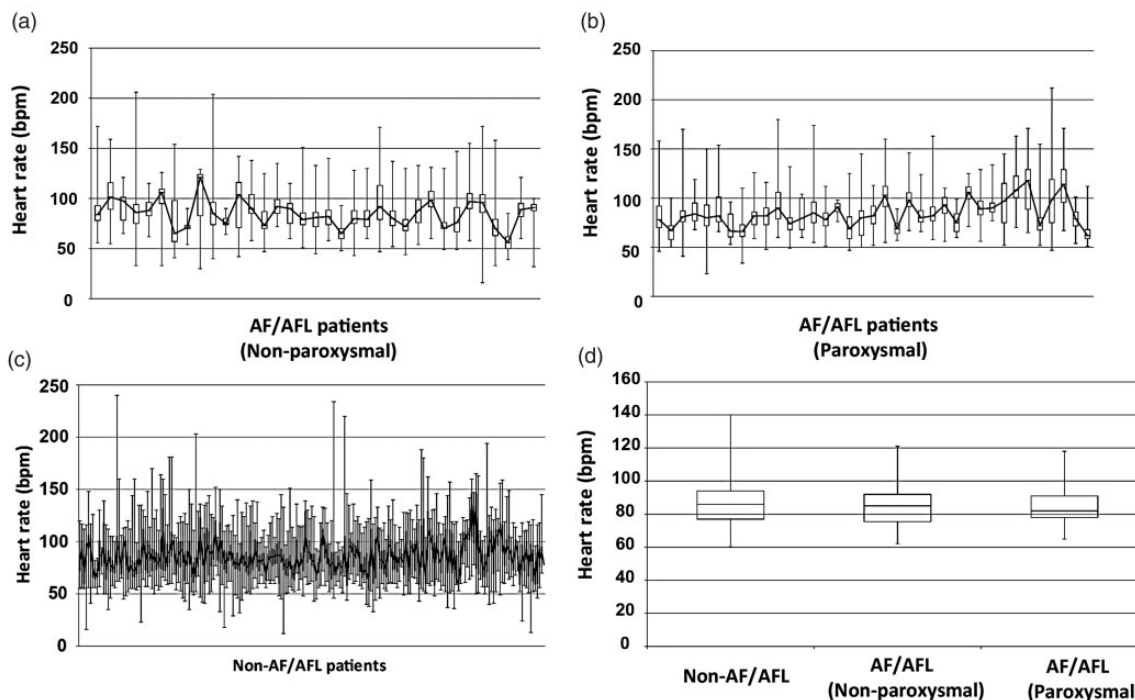 (a)
250
200
150
100
50
0
Heart rate (bpm)
AF/AFL patients
(Non-paroxysmal)
(b)
250
200
150
100
50
0
Heart rate (bpm)
AF/AFL patients
(Paroxysmal)
(c)
250
200
150
100
50
0
Heart rate (bpm)
Non-AF/AFL patients
(d)
160
140
120
100
80
60
40
20
0
Heart rate (bpm)
Non-AF/AFL
AF/AFL
(Non-paroxysmal)
AF/AFL
(Paroxysmal)